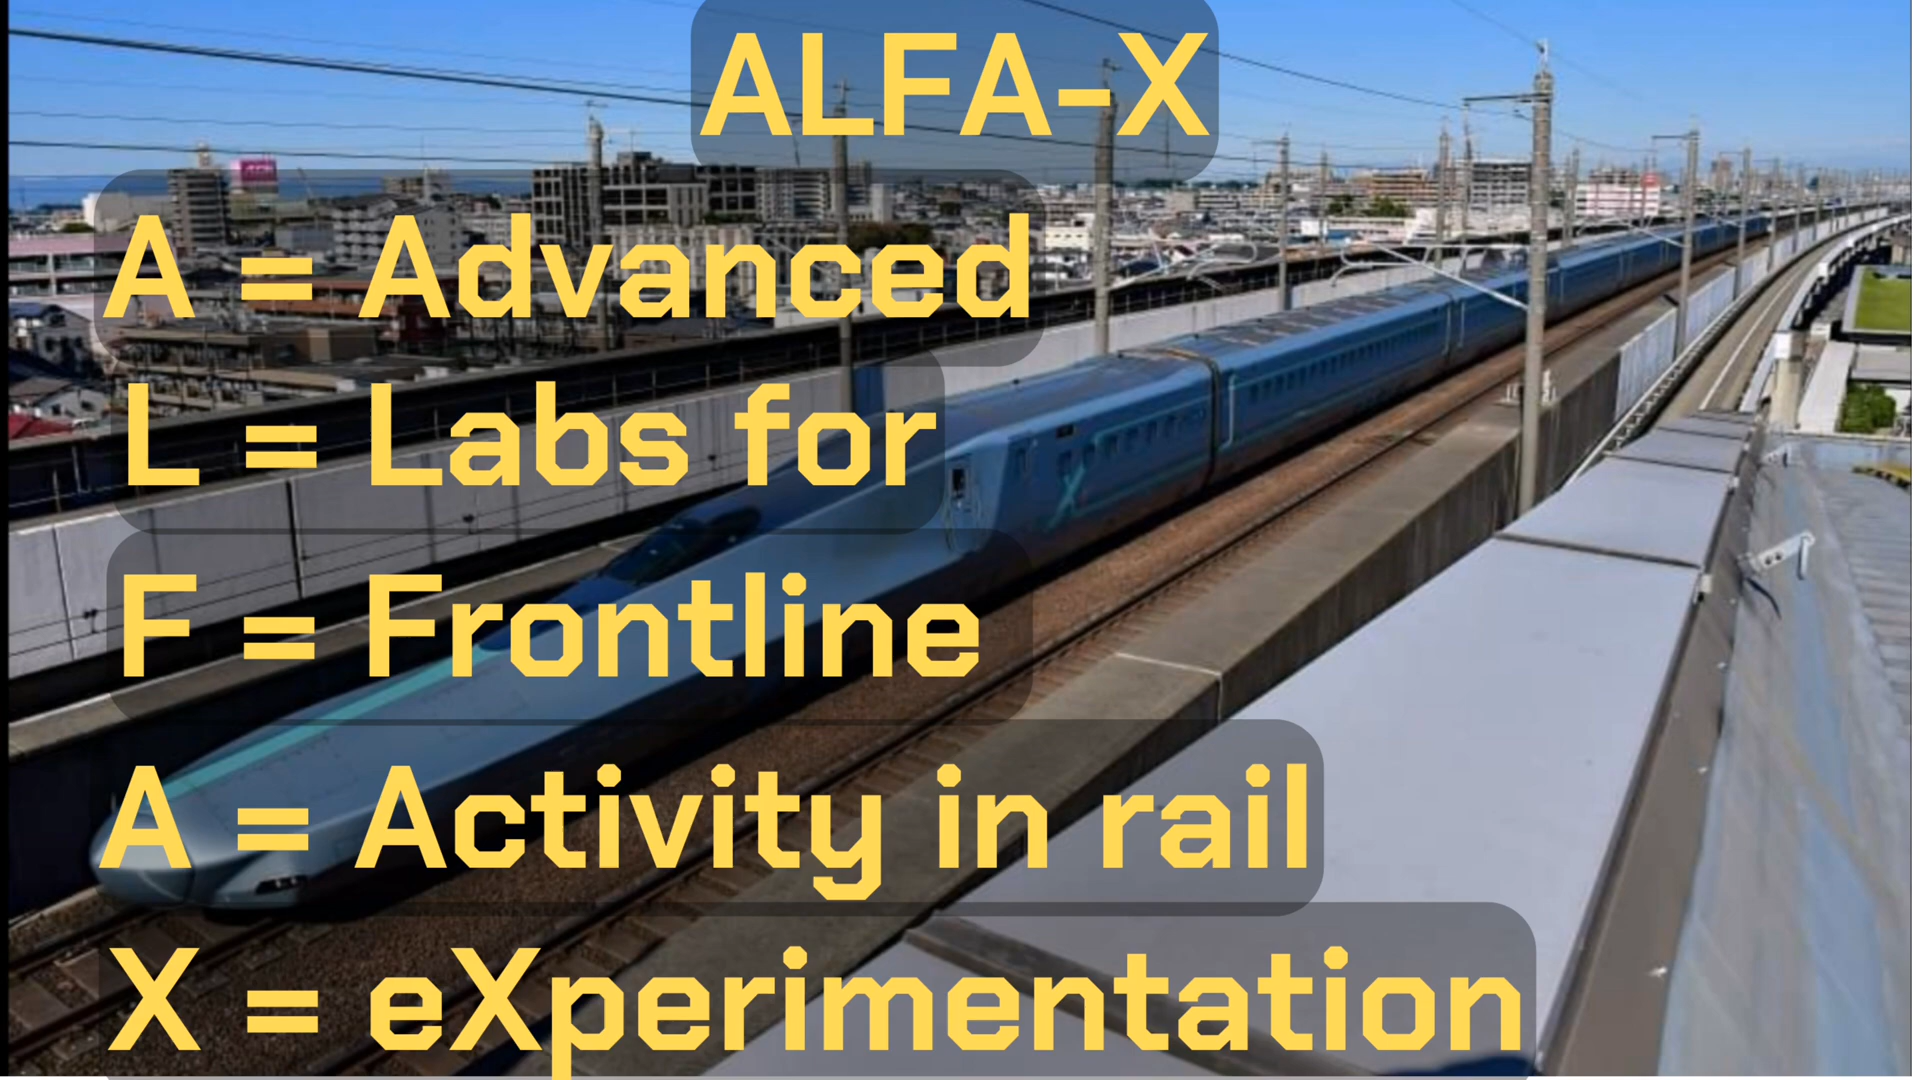 ALFA-X
A = Advanced
L = Labs for
F = Frontline
A = Activity in rail
X = eXperimentation